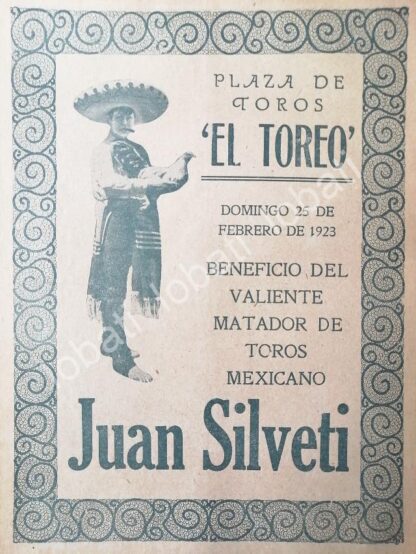 PLAZA DE
TOROS
'EL TOREO'
DOMINGO 25 DE
FEBRERO DE 1923
BENEFICIO DEL
VALIENTE
MATADOR DE
TOROS
MEXICANO
Juan Silveti